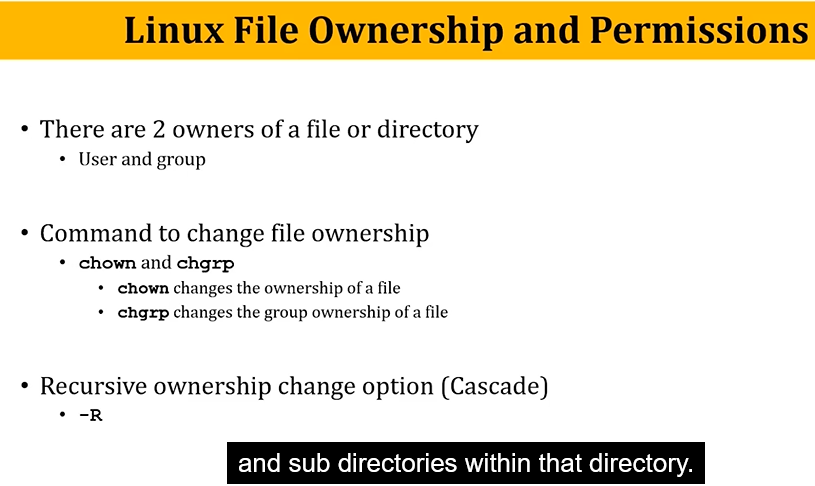 Linux File Ownership and Permissions
• There are 2 owners of a file or directory
• User and group
• Command to change file ownership
• chown and chgrp
• chown changes the ownership of a file
• chgrp changes the group ownership of a file
• Recursive ownership change option (Cascade)
• -R
and sub directories within that directory.